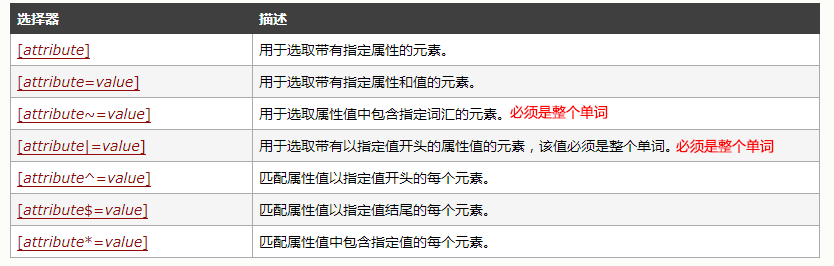 选择器 描述
[attribute] 用于选取带有指定属性的元素。
[attribute=value] 用于选取带有指定属性和值的元素。
[attribute~=value] 用于选取属性值中包含指定词汇的元素。必须是整个单词
[attribute|=value] 用于选取带有以指定值开头的属性值的元素，该值必须是整个单词。必须是整个单词
[attribute^=value] 匹配属性值以指定值开头的每个元素。
[attribute$=value] 匹配属性值以指定值结尾的每个元素。
[attribute*=value] 匹配属性值中包含指定值的每个元素。